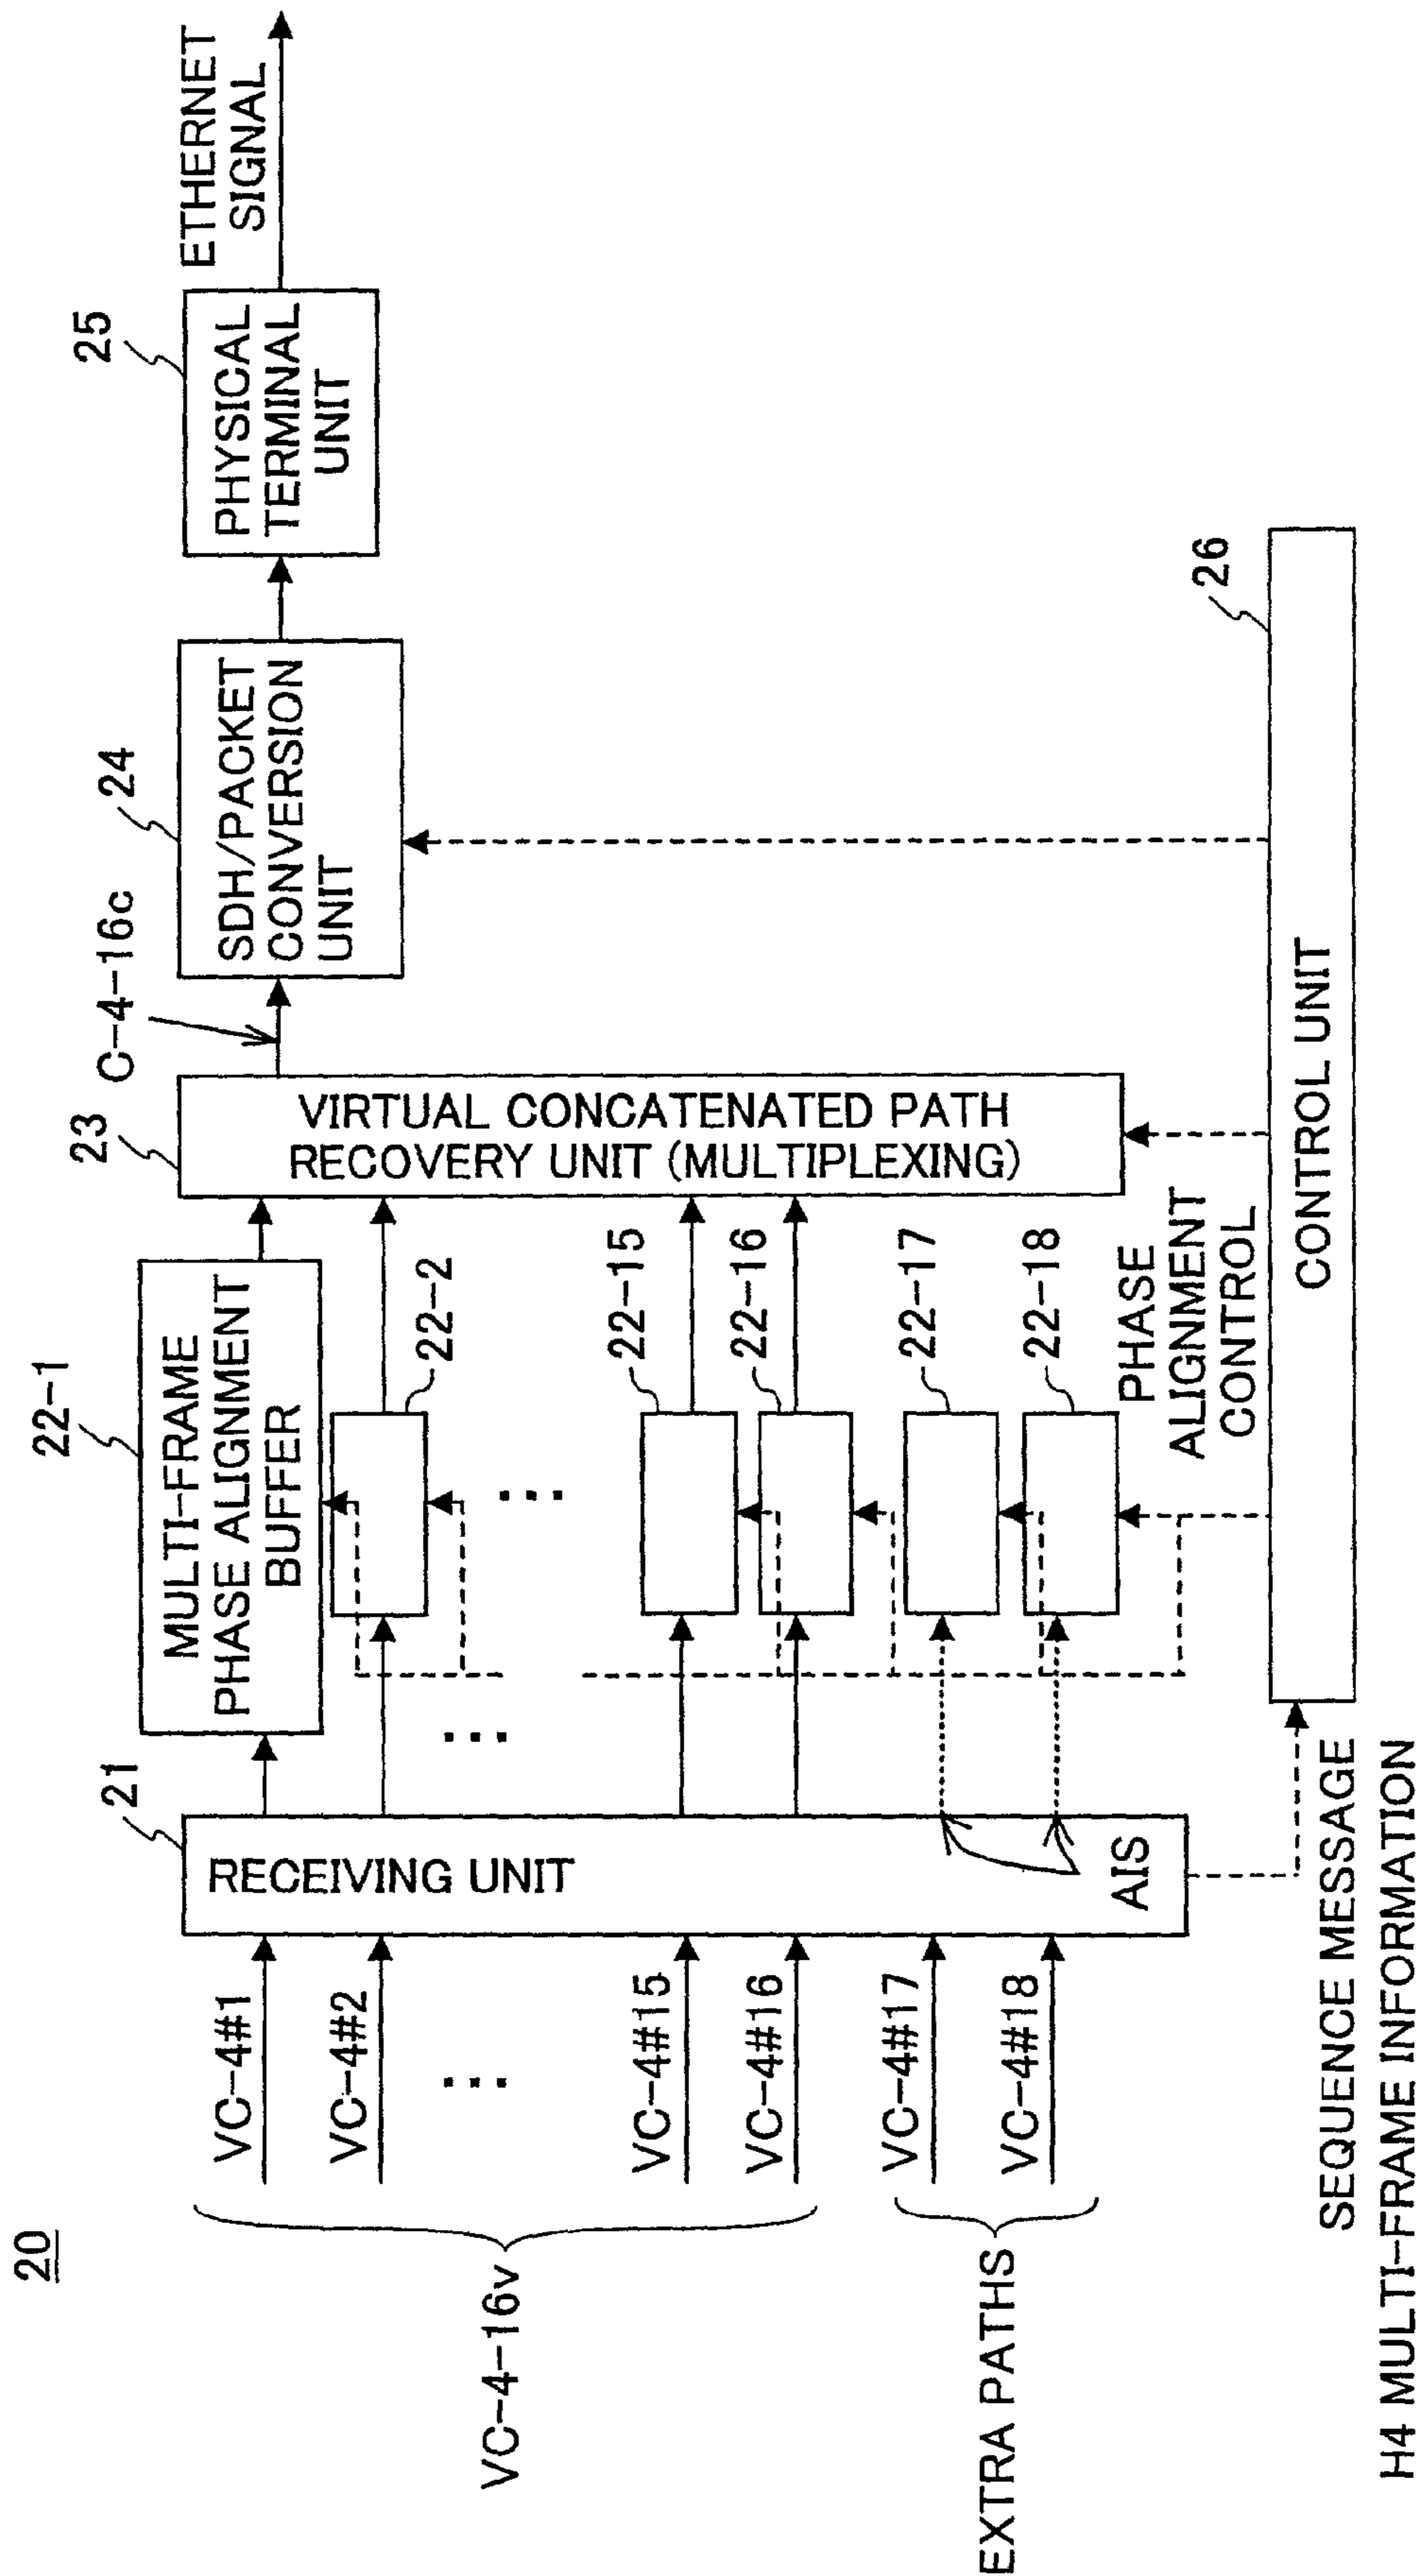 20
VC-4-16v
EXTRA PATHS
VC-4#1
VC-4#2
...
VC-4#15
VC-4#16
VC-4#17
VC-4#18
21
RECEIVING UNIT
AIS
SEQUENCE MESSAGE
H4 MULTI-FRAME INFORMATION
...
22-1
MULTI-FRAME
PHASE ALIGNMENT
BUFFER
22-2
...
22-15
22-16
22-17
22-18
PHASE
ALIGNMENT
CONTROL
23
VIRTUAL CONCATENATED PATH
RECOVERY UNIT (MULTIPLEXING)
C-4-16c
24
SDH/PACKET
CONVERSION
UNIT
25
PHYSICAL
TERMINAL
UNIT
ETHERNET
SIGNAL
26
CONTROL UNIT